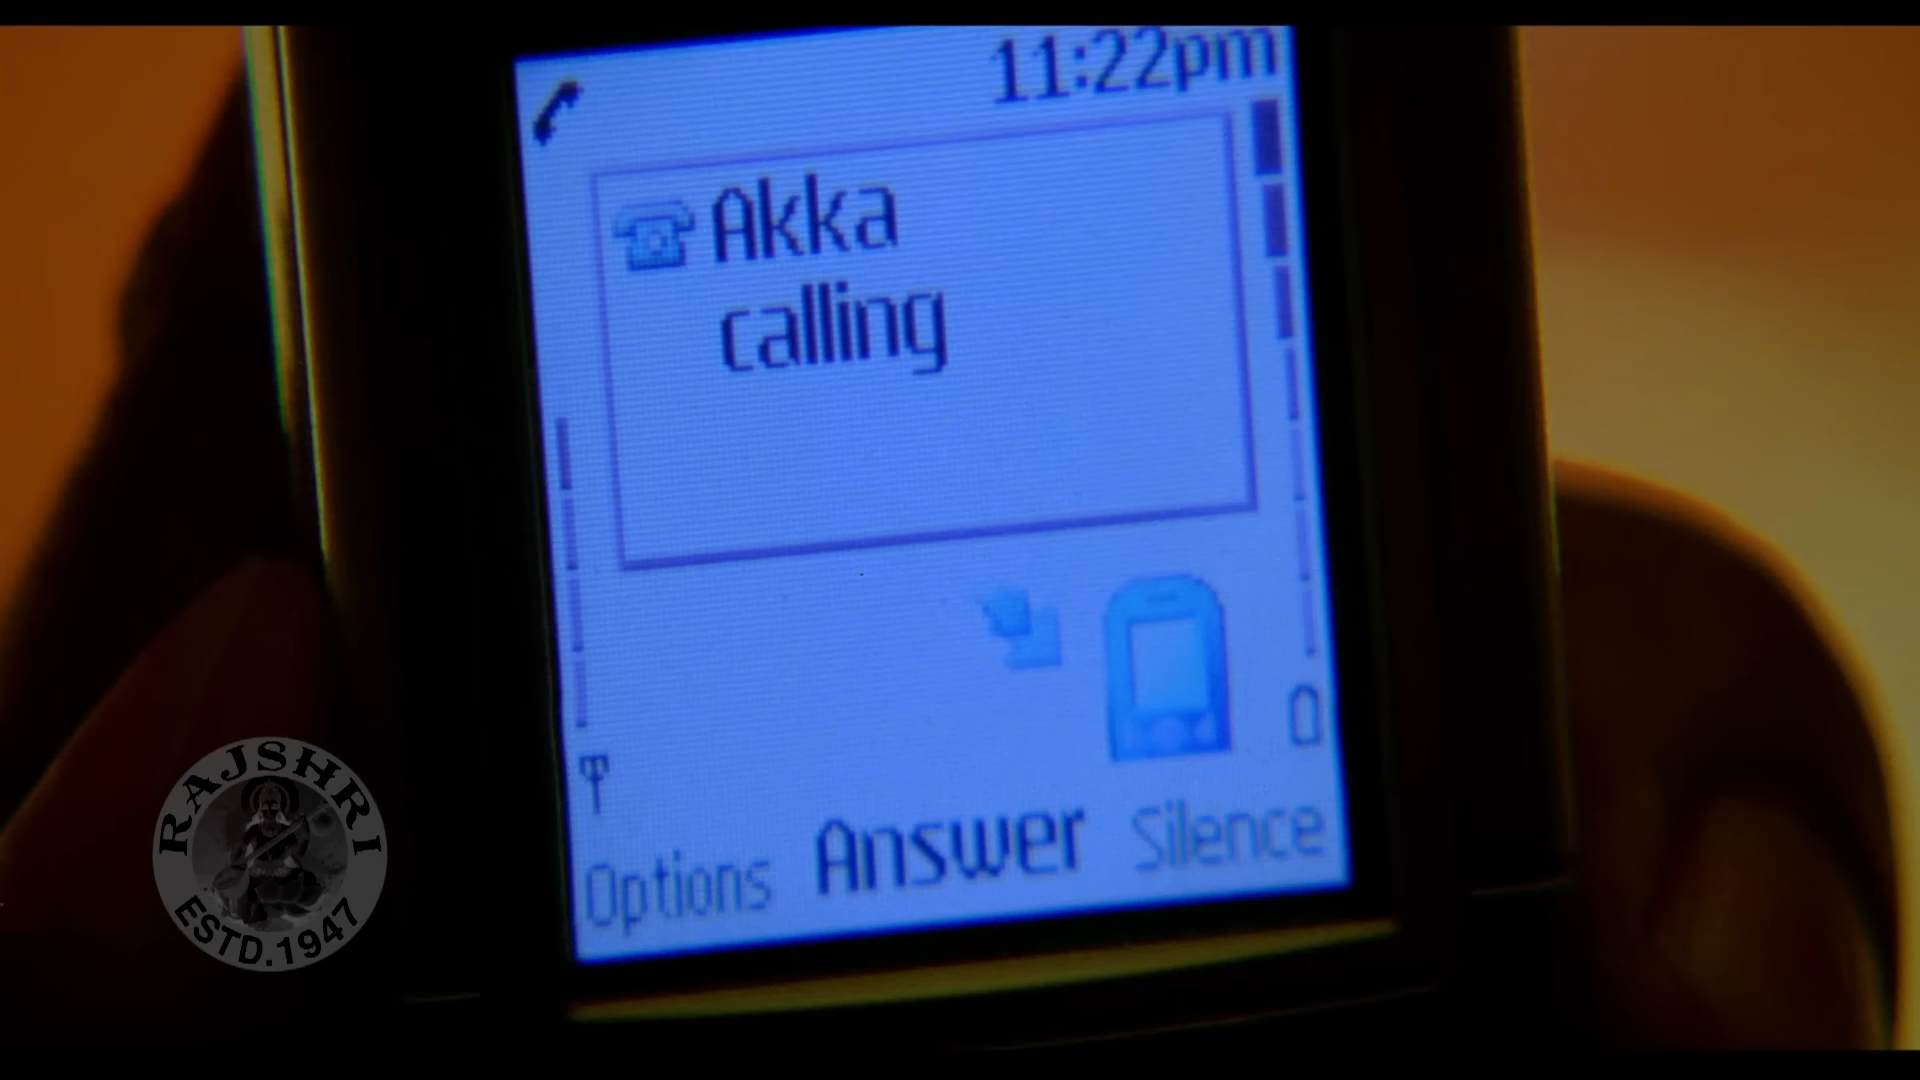 11:22pm
Akka
calling
Options Answer Silence
RAJSHRI
ESTD.1947